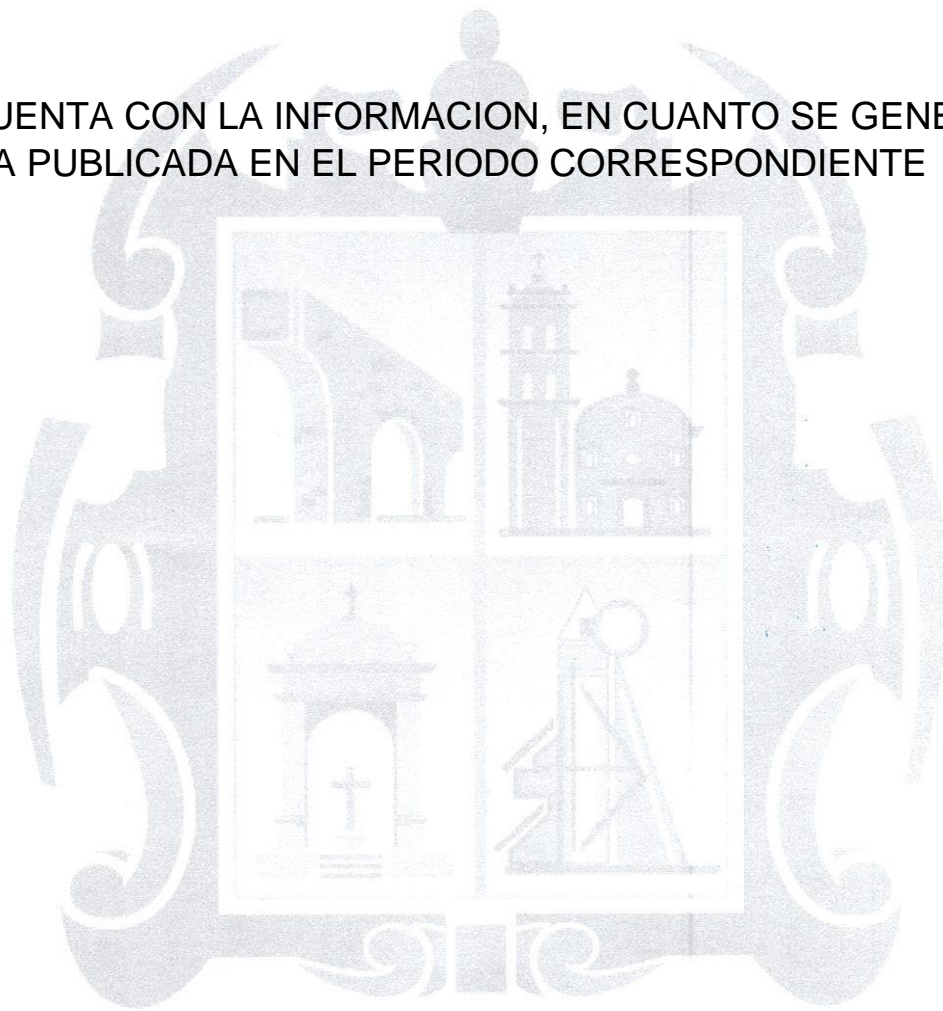 UENTA CON LA INFORMACION, EN CUANTO SE GENE
A PUBLICADA EN EL PERIODO CORRESPONDIENTE